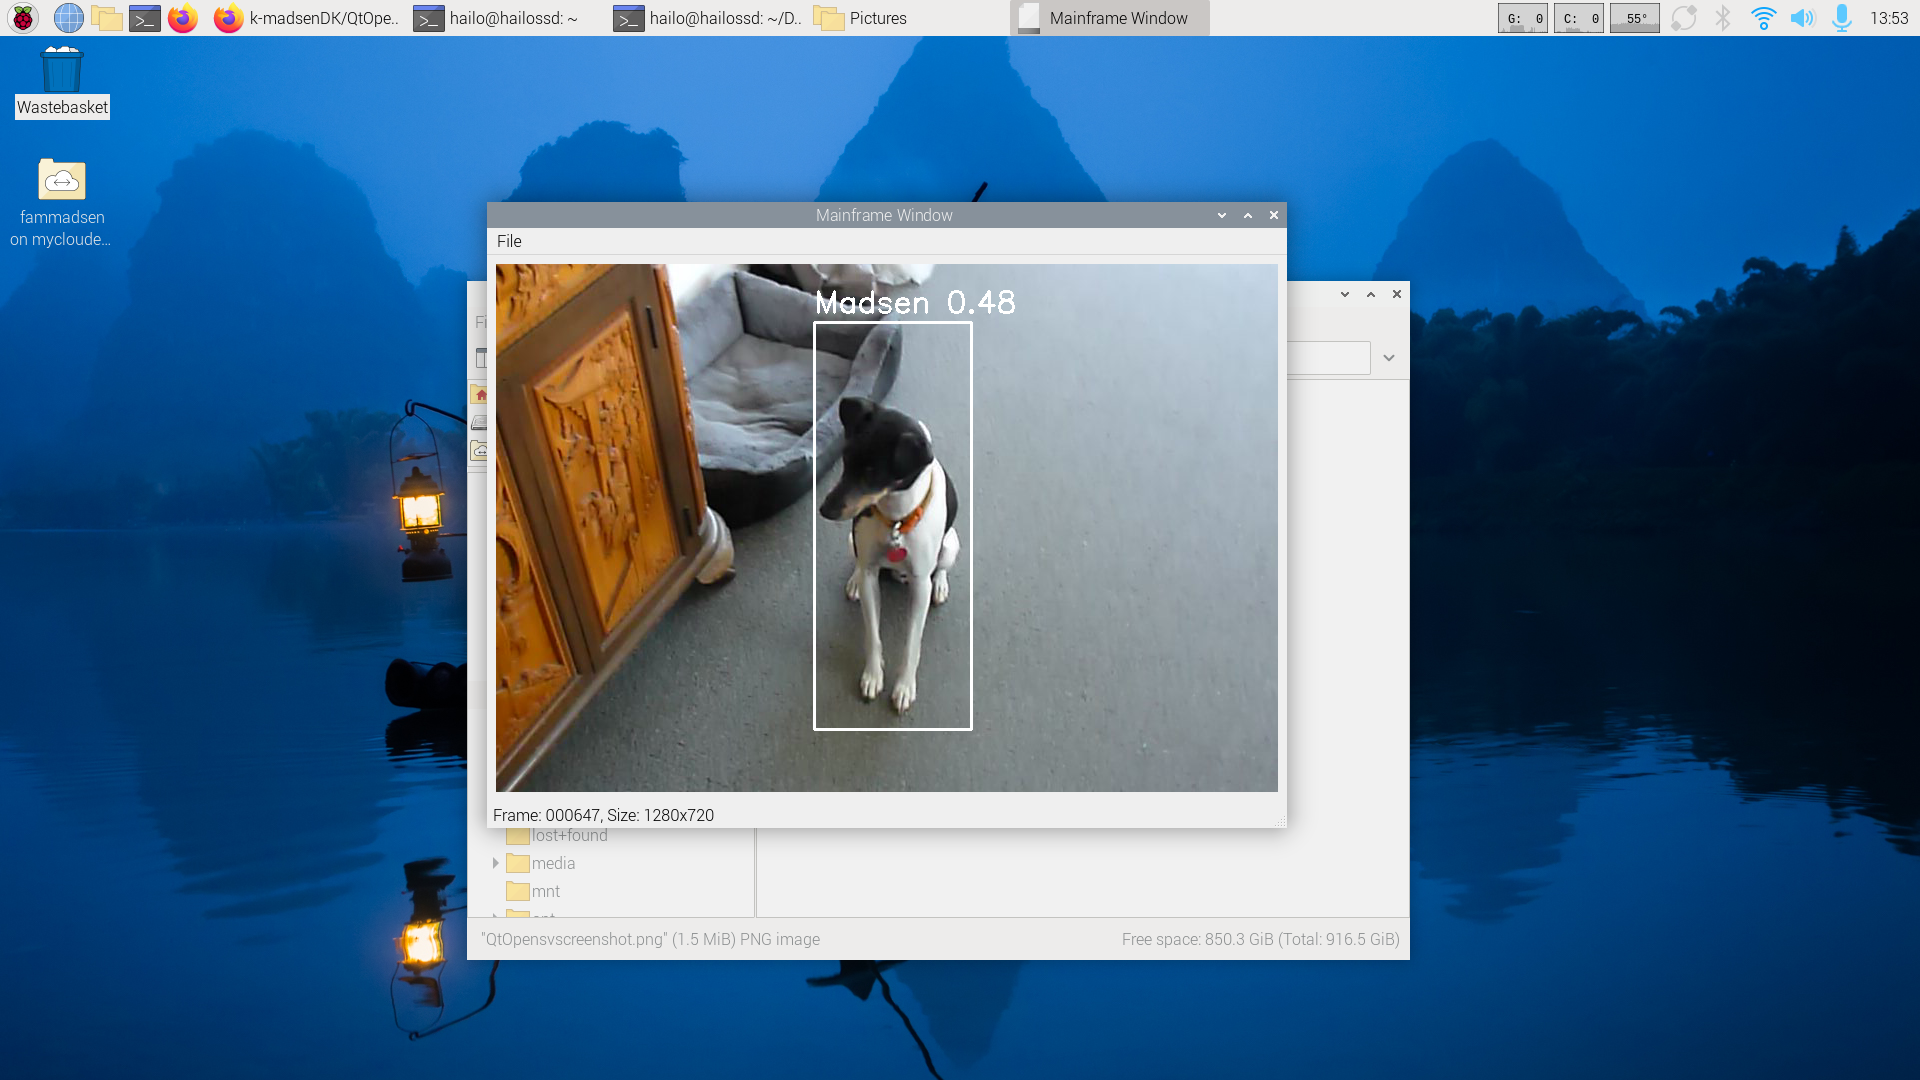 k-madsenDK/QtOpe..
hailo@hailossd: ~
hailo@hailossd: ~/D..
Pictures
Mainframe Window
G: 0
C: 0
55°
13:53
Wastebasket
fammadsen
on mycloude...
Mainframe Window
File
Madsen 0.48
Frame: 000647, Size: 1280x720
lost+found
media
mnt
"QtOpensvscreenshot.png" (1.5 MiB) PNG image
Free space: 850.3 GiB (Total: 916.5 GiB)